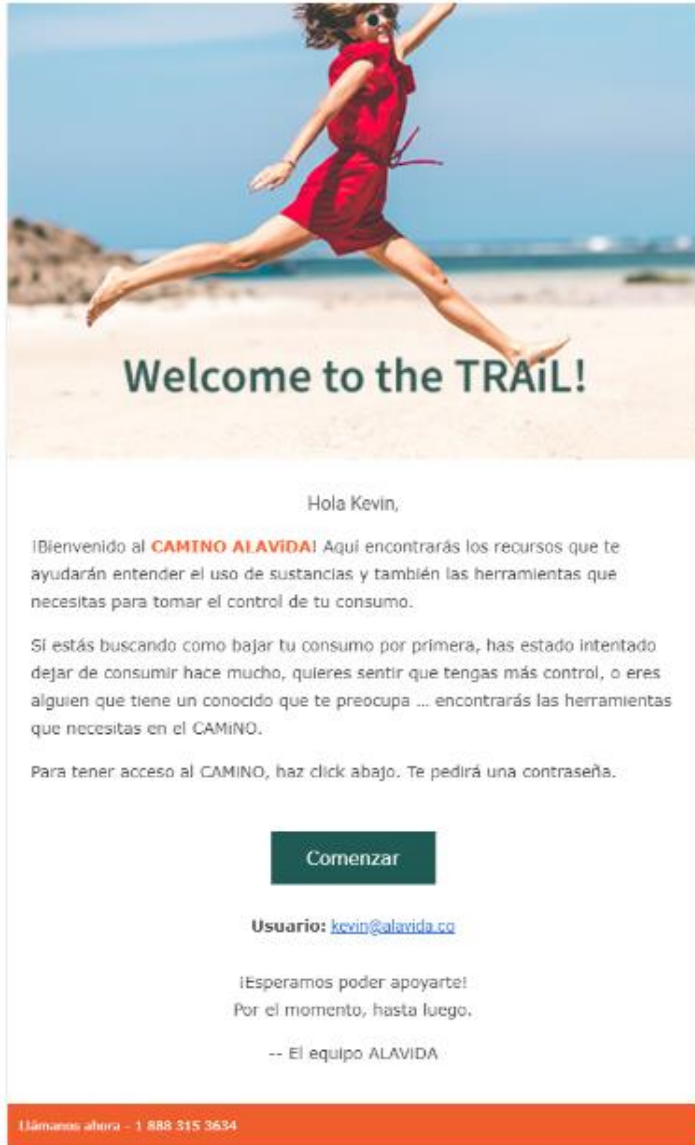 Welcome to the TRAiL!
Hola Kevin,
¡Bienvenido al CAMINO ALAViDA! Aquí encontrarás los recursos que te
ayudarán entender el uso de sustancias y también las herramientas que
necesitas para tomar el control de tu consumo.
Sí estás buscando como bajar tu consumo por primera, has estado intentado
dejar de consumir hace mucho, quieres sentir que tengas más control, o eres
alguien que tiene un conocido que te preocupa ... encontrarás las herramientas
que necesitas en el CAMiNO.
Para tener acceso al CAMINO, haz click abajo. Te pedirá una contraseña.
Comenzar
Usuario: kevin@alavida.co
¡Esperamos poder apoyarte!
Por el momento, hasta luego.
-- El equipo ALAVIDA
Llámanos ahora - 1 888 315 3634